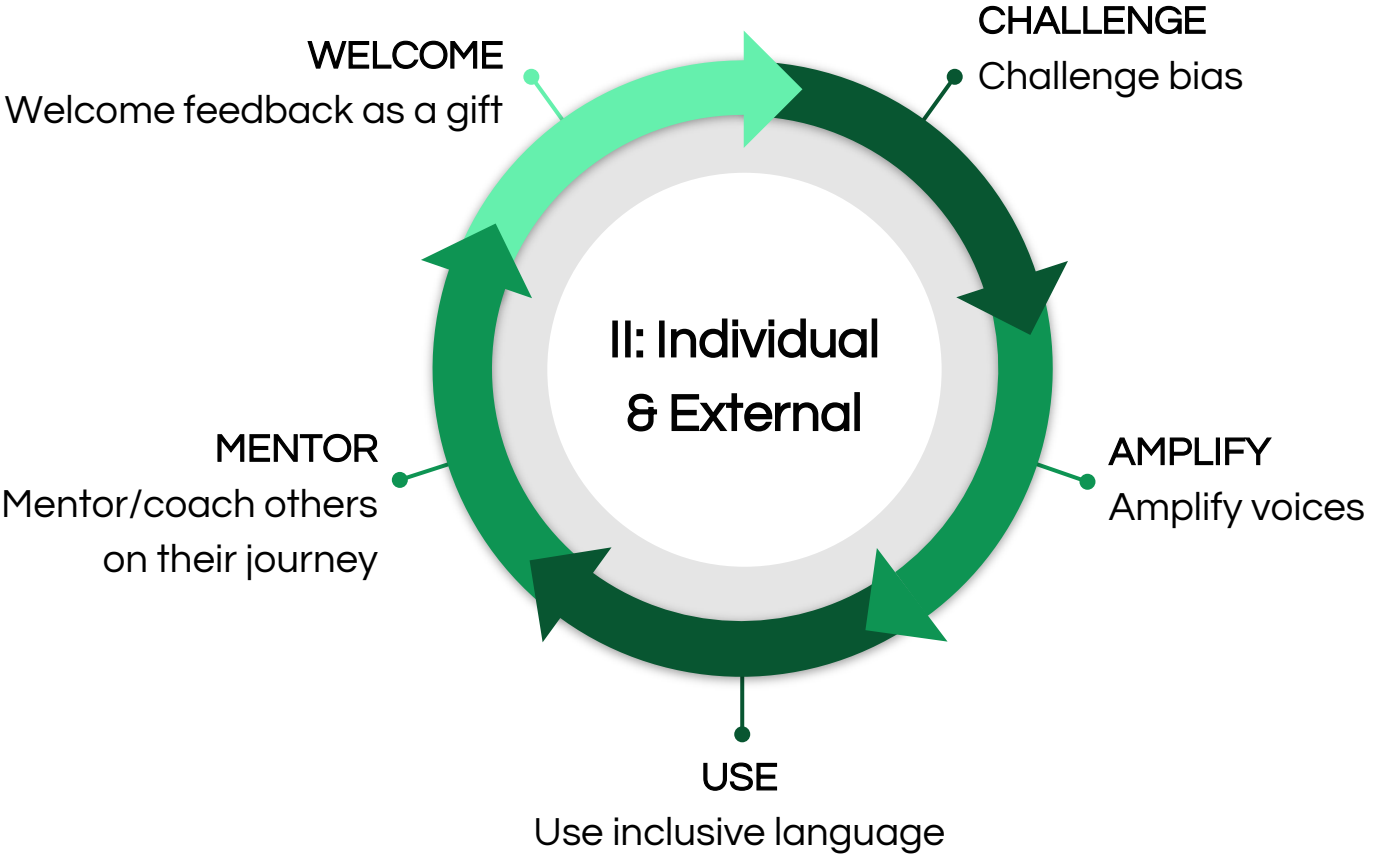 CHALLENGE
Challenge bias
WELCOME
Welcome feedback as a gift
II: Individual
& External
MENTOR
Mentor/coach others
on their journey
AMPLIFY
Amplify voices
USE
Use inclusive language